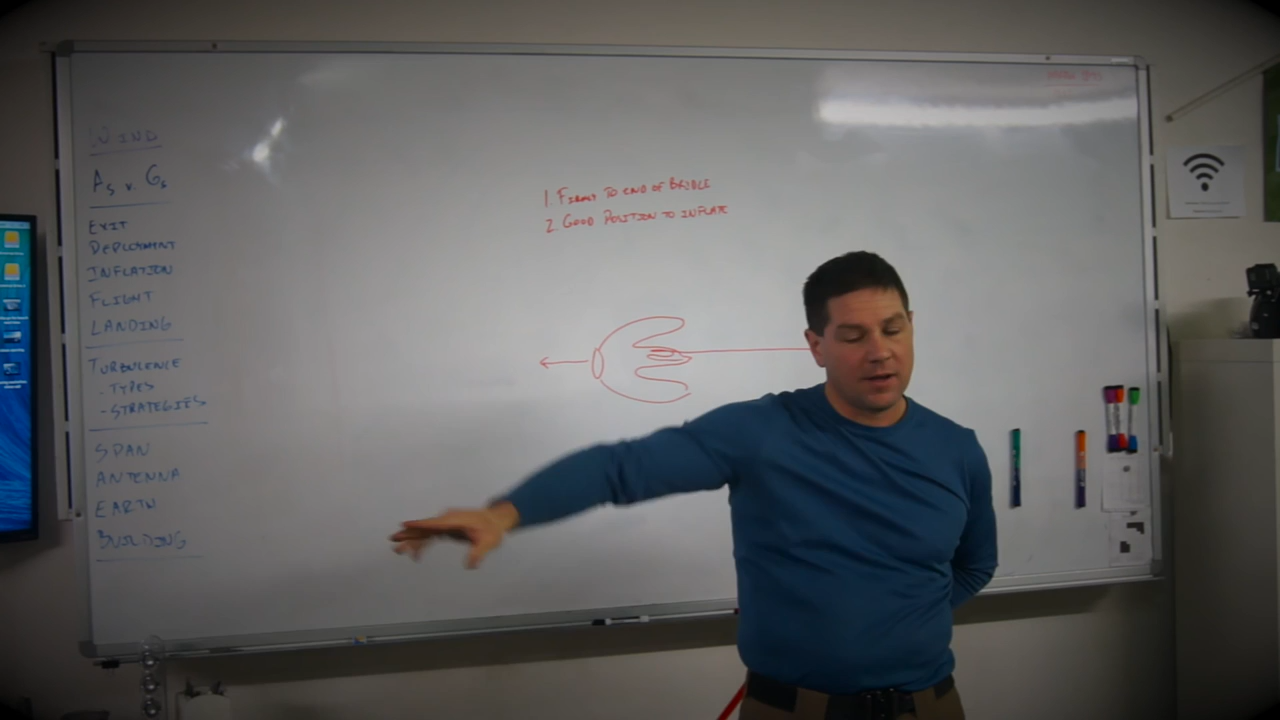 WIND
As v. Gs
EXIT
DEPLOYMENT
INFLATION
FLIGHT
LANDING
TURBULENCE
- TYPES
- STRATEGIES
SPAN
ANTENNA
EARTH
BUILDING
1. FIRMLY TO END OF BRIDLE
2. GOOD POSITION TO INFLATE